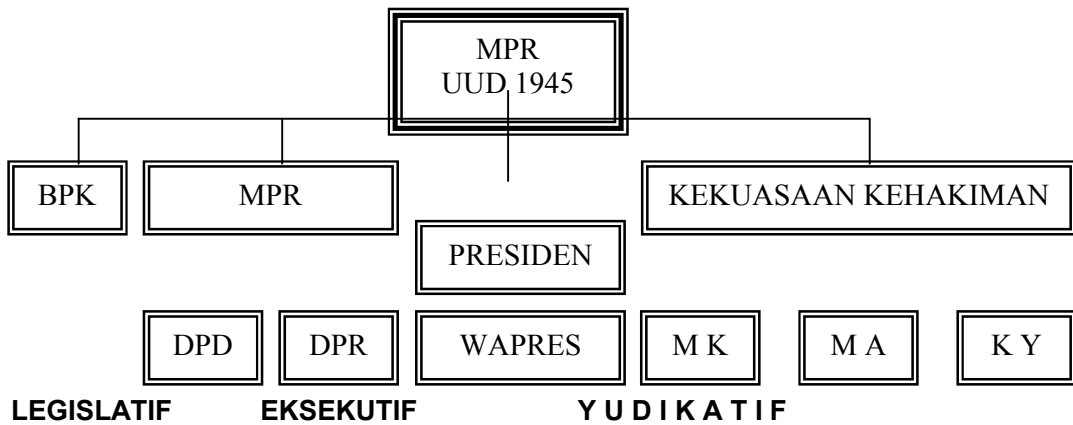 MPR
UUD 1945
BPK
MPR
KEKUASAAN KEHAKIMAN
PRESIDEN
DPD
DPR
WAPRES
M K
M A
K Y
LEGISLATIF
EKSEKUTIF
Y U D I K A T I F